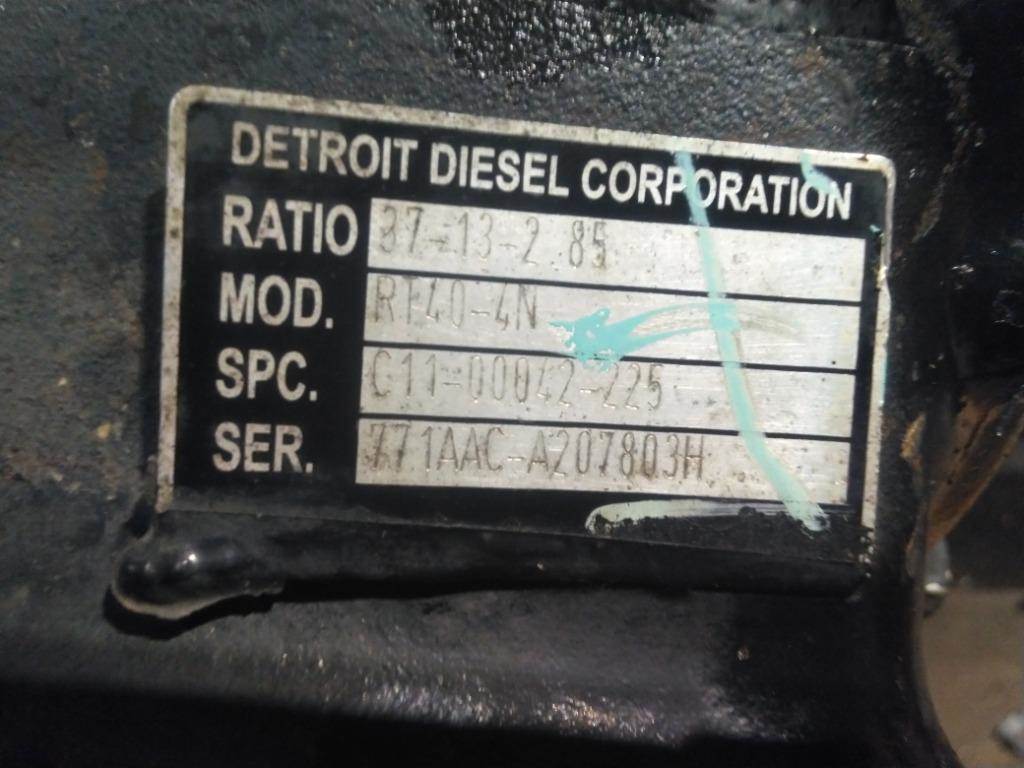 DETROIT DIESEL CORPORATION
RATIO 37-13-2.85
MOD. RT40-4N
SPC. C11-00042-225
SER. 771AAC-A207803H